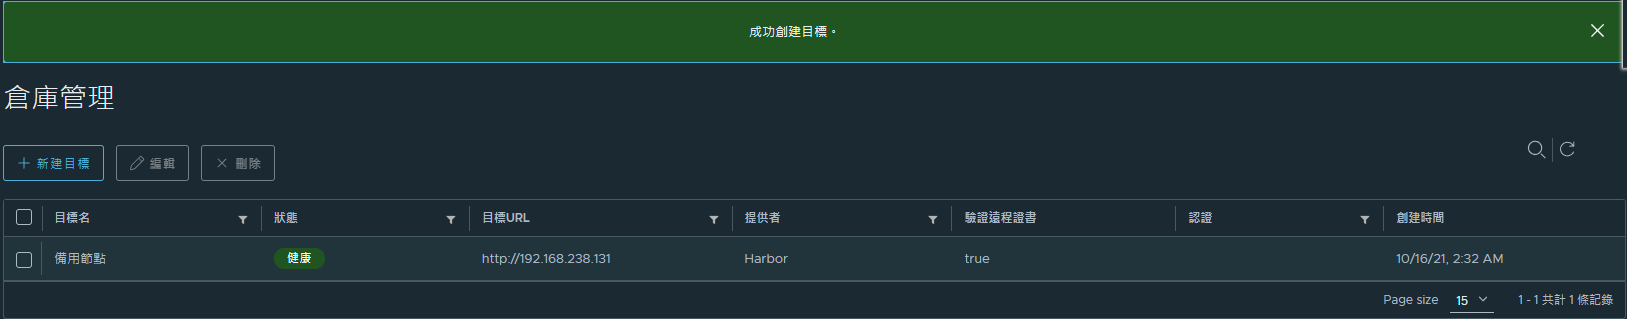 成功創建目標。
倉庫管理
新建目標 編輯 刪除
目標名 狀態 目標URL 提供者 驗證遠程證書 認證 創建時間
備用節點 健康 http://192.168.238.131 Harbor true 10/16/21, 2:32 AM
Page size 15 1 - 1 共計 1 條記錄